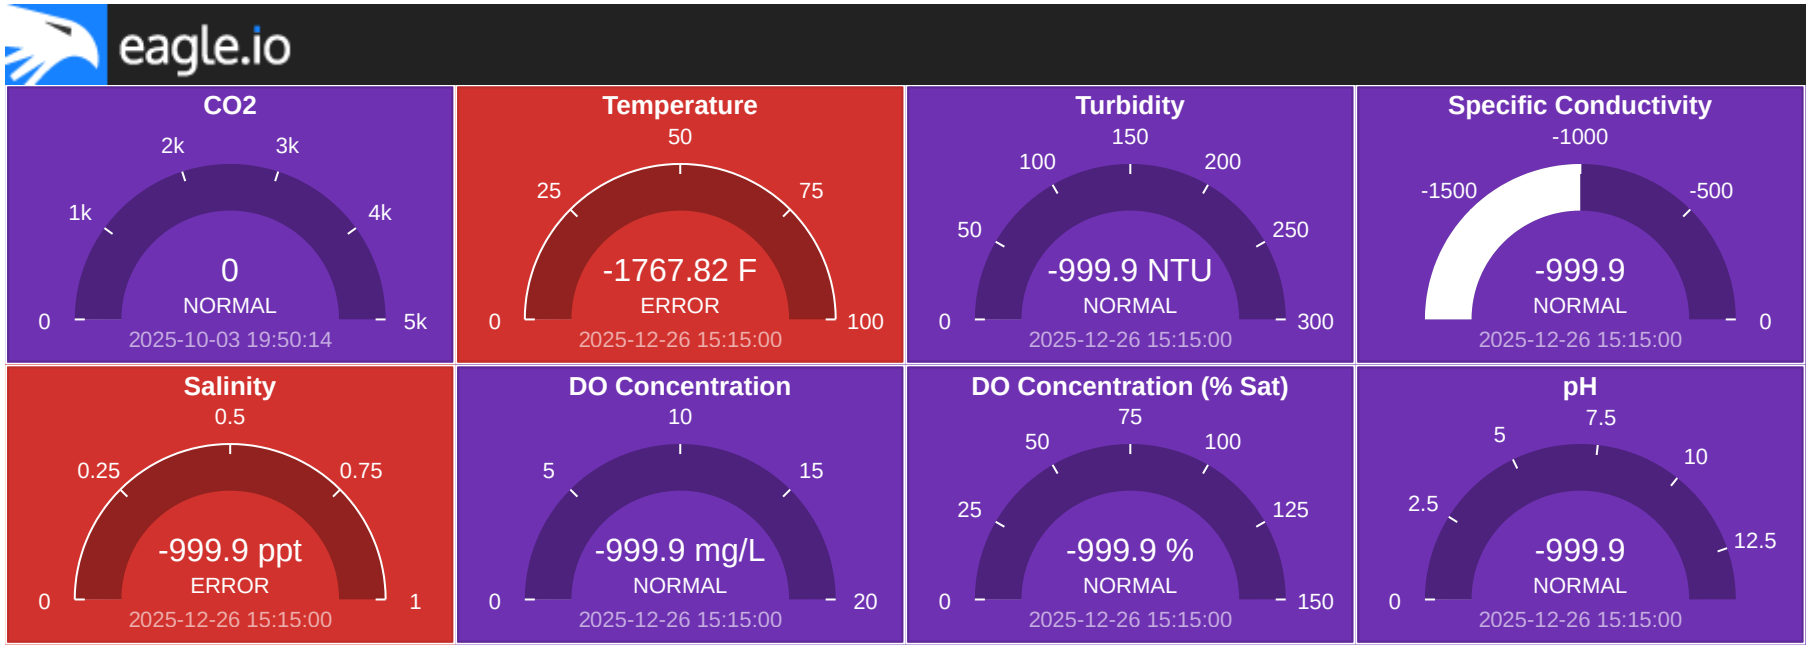 eagle.io
CO2
2k
3k
1k
4k
0
NORMAL
0
5k
2025-10-03 19:50:14
Temperature
50
25
75
-1767.82 F
ERROR
0
100
2025-12-26 15:15:00
Turbidity
150
100
200
50
250
-999.9 NTU
NORMAL
0
300
2025-12-26 15:15:00
Specific Conductivity
-1000
-1500
-500
-999.9
NORMAL
0
2025-12-26 15:15:00
Salinity
0.5
0.25
0.75
-999.9 ppt
ERROR
0
1
2025-12-26 15:15:00
DO Concentration
10
5
15
-999.9 mg/L
NORMAL
0
20
2025-12-26 15:15:00
DO Concentration (% Sat)
75
50
100
25
125
-999.9 %
NORMAL
0
150
2025-12-26 15:15:00
pH
7.5
5
10
2.5
12.5
-999.9
NORMAL
0
2025-12-26 15:15:00